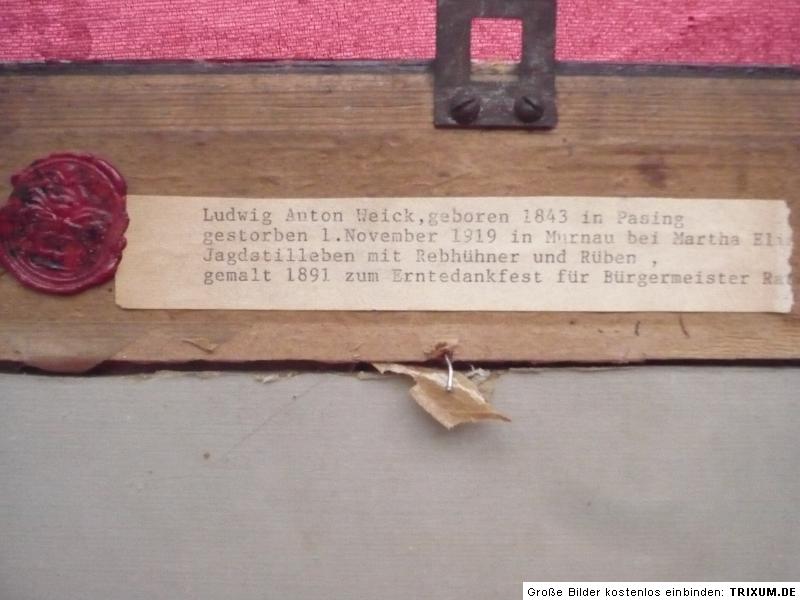 Ludwig Anton Weick,geboren 1843 in Pasing
gestorben 1.November 1919 in Murnau bei Martha
Jagdstilleben mit Rebhühner und Rüben ,
gemalt 1891 zum Erntedankfest für Bürgermeister
Große Bilder kostenlos einbinden: TRIXUM.DE